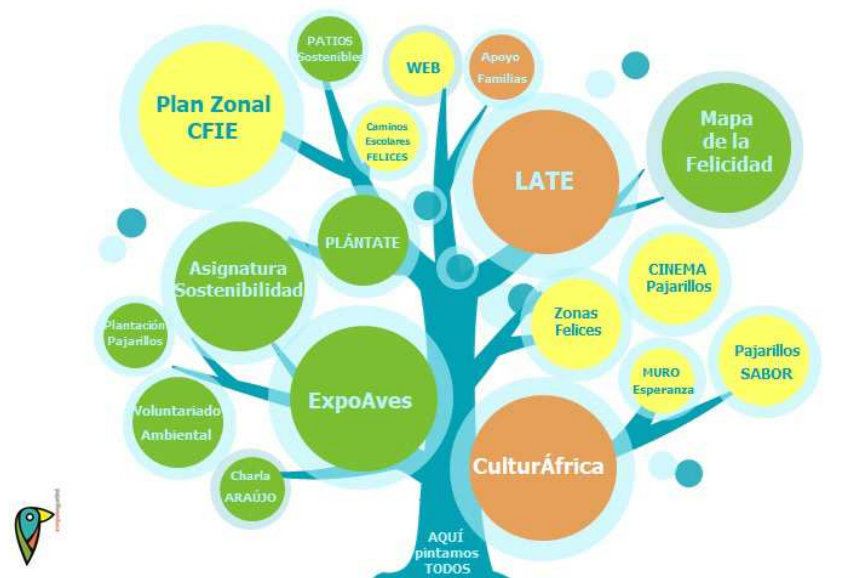 PATIOS
Sostenibles
WEB
Apoyo
Familias
Plan Zonal
CFIE
Caminos
Escolares
FELICES
Mapa
de la
Felicidad
LATE
PLÁNTATE
Asignatura
Sostenibilidad
CINEMA
Pajarillos
Zonas
Felices
Plantación
Pajarillos
Pajarillos
SABOR
MURO
Esperanza
ExpoAves
Voluntariado
Ambiental
CulturÁfrica
Charla
ARAÚJO
AQUÍ
pintamos
TODOS